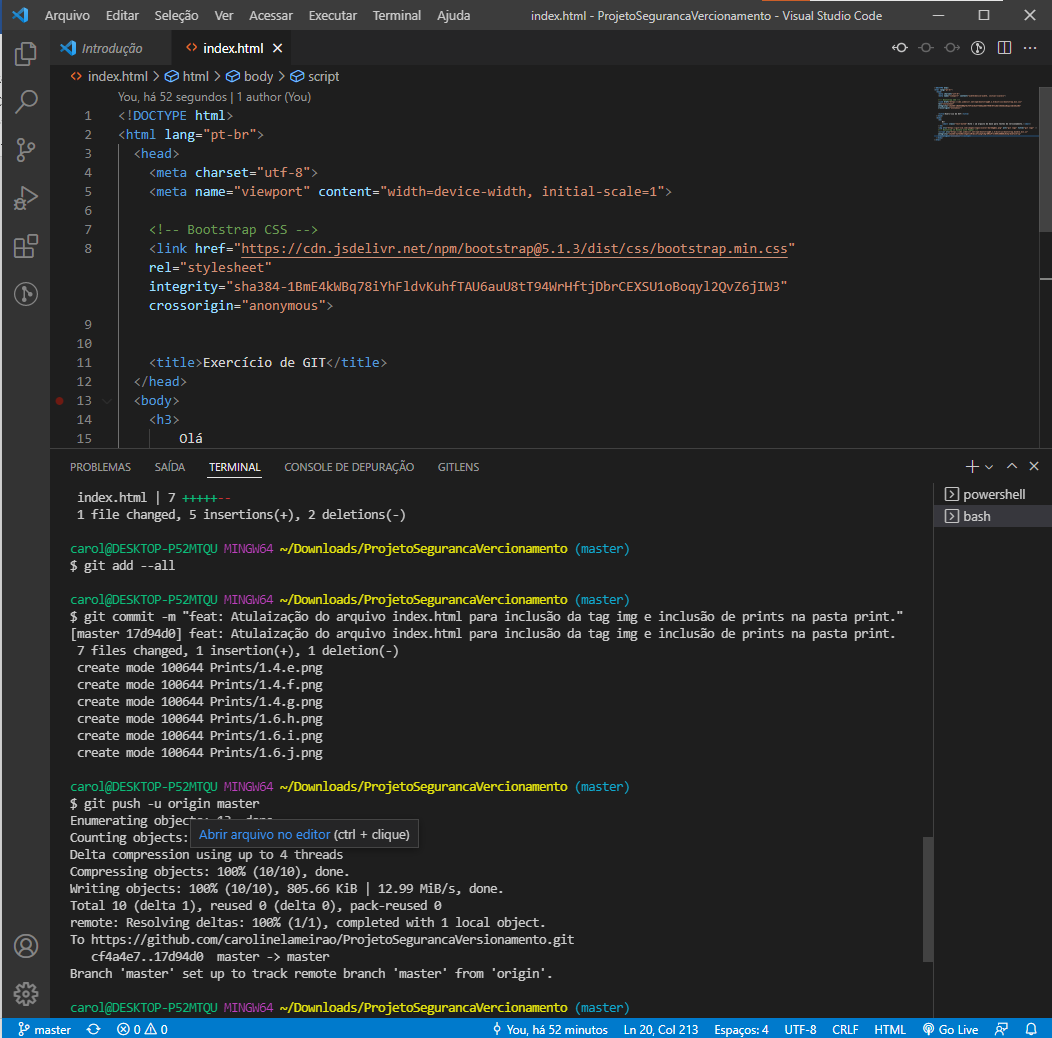 Arquivo Editar Seleção Ver Acessar Executar Terminal Ajuda index.html - ProjetoSegurancaVercionamento - Visual Studio Code
Introdução index.html
index.html > html > body > script
You, há 52 segundos | 1 author (You)
1 <!DOCTYPE html>
2 <html lang="pt-br">
3 <head>
4 <meta charset="utf-8">
5 <meta name="viewport" content="width=device-width, initial-scale=1">
6
7 <!-- Bootstrap CSS -->
8 <link href="https://cdn.jsdelivr.net/npm/bootstrap@5.1.3/dist/css/bootstrap.min.css"
rel="stylesheet"
integrity="sha384-1BmE4kWBq78iYhFldvKuhfTAU6auU8tT94WrHftjDbrCEXSU1oBoqyl2QvZ6jIW3"
crossorigin="anonymous">
9
10
11 <title>Exercício de GIT</title>
12 </head>
13 <body>
14 <h3>
15 Olá
PROBLEMAS SAÍDA TERMINAL CONSOLE DE DEPURAÇÃO GITLENS
powershell
bash
index.html | 7 +++++--
1 file changed, 5 insertions(+), 2 deletions(-)
carol@DESKTOP-P52MTQU MINGW64 ~/Downloads/ProjetoSegurancaVercionamento (master)
$ git add --all
carol@DESKTOP-P52MTQU MINGW64 ~/Downloads/ProjetoSegurancaVercionamento (master)
$ git commit -m "feat: Atulaização do arquivo index.html para inclusão da tag img e inclusão de prints na pasta print."
[master 17d94d0] feat: Atulaização do arquivo index.html para inclusão da tag img e inclusão de prints na pasta print.
7 files changed, 1 insertion(+), 1 deletion(-)
create mode 100644 Prints/1.4.e.png
create mode 100644 Prints/1.4.f.png
create mode 100644 Prints/1.4.g.png
create mode 100644 Prints/1.6.h.png
create mode 100644 Prints/1.6.i.png
create mode 100644 Prints/1.6.j.png
carol@DESKTOP-P52MTQU MINGW64 ~/Downloads/ProjetoSegurancaVercionamento (master)
$ git push -u origin master
Enumerating
Counting objects:
Abrir arquivo no editor (ctrl + clique)
Delta compression using up to 4 threads
Compressing objects: 100% (10/10), done.
Writing objects: 100% (10/10), 805.66 KiB | 12.99 MiB/s, done.
Total 10 (delta 1), reused 0 (delta 0), pack-reused 0
remote: Resolving deltas: 100% (1/1), completed with 1 local object.
To https://github.com/carolinelameirao/ProjetoSegurancaVersionamento.git
cf4a4e7..17d94d0 master -> master
Branch 'master' set up to track remote branch 'master' from 'origin'.
carol@DESKTOP-P52MTQU MINGW64 ~/Downloads/ProjetoSegurancaVercionamento (master)
master 0 0 You, há 52 minutos Ln 20, Col 213 Espaços: 4 UTF-8 CRLF HTML Go Live